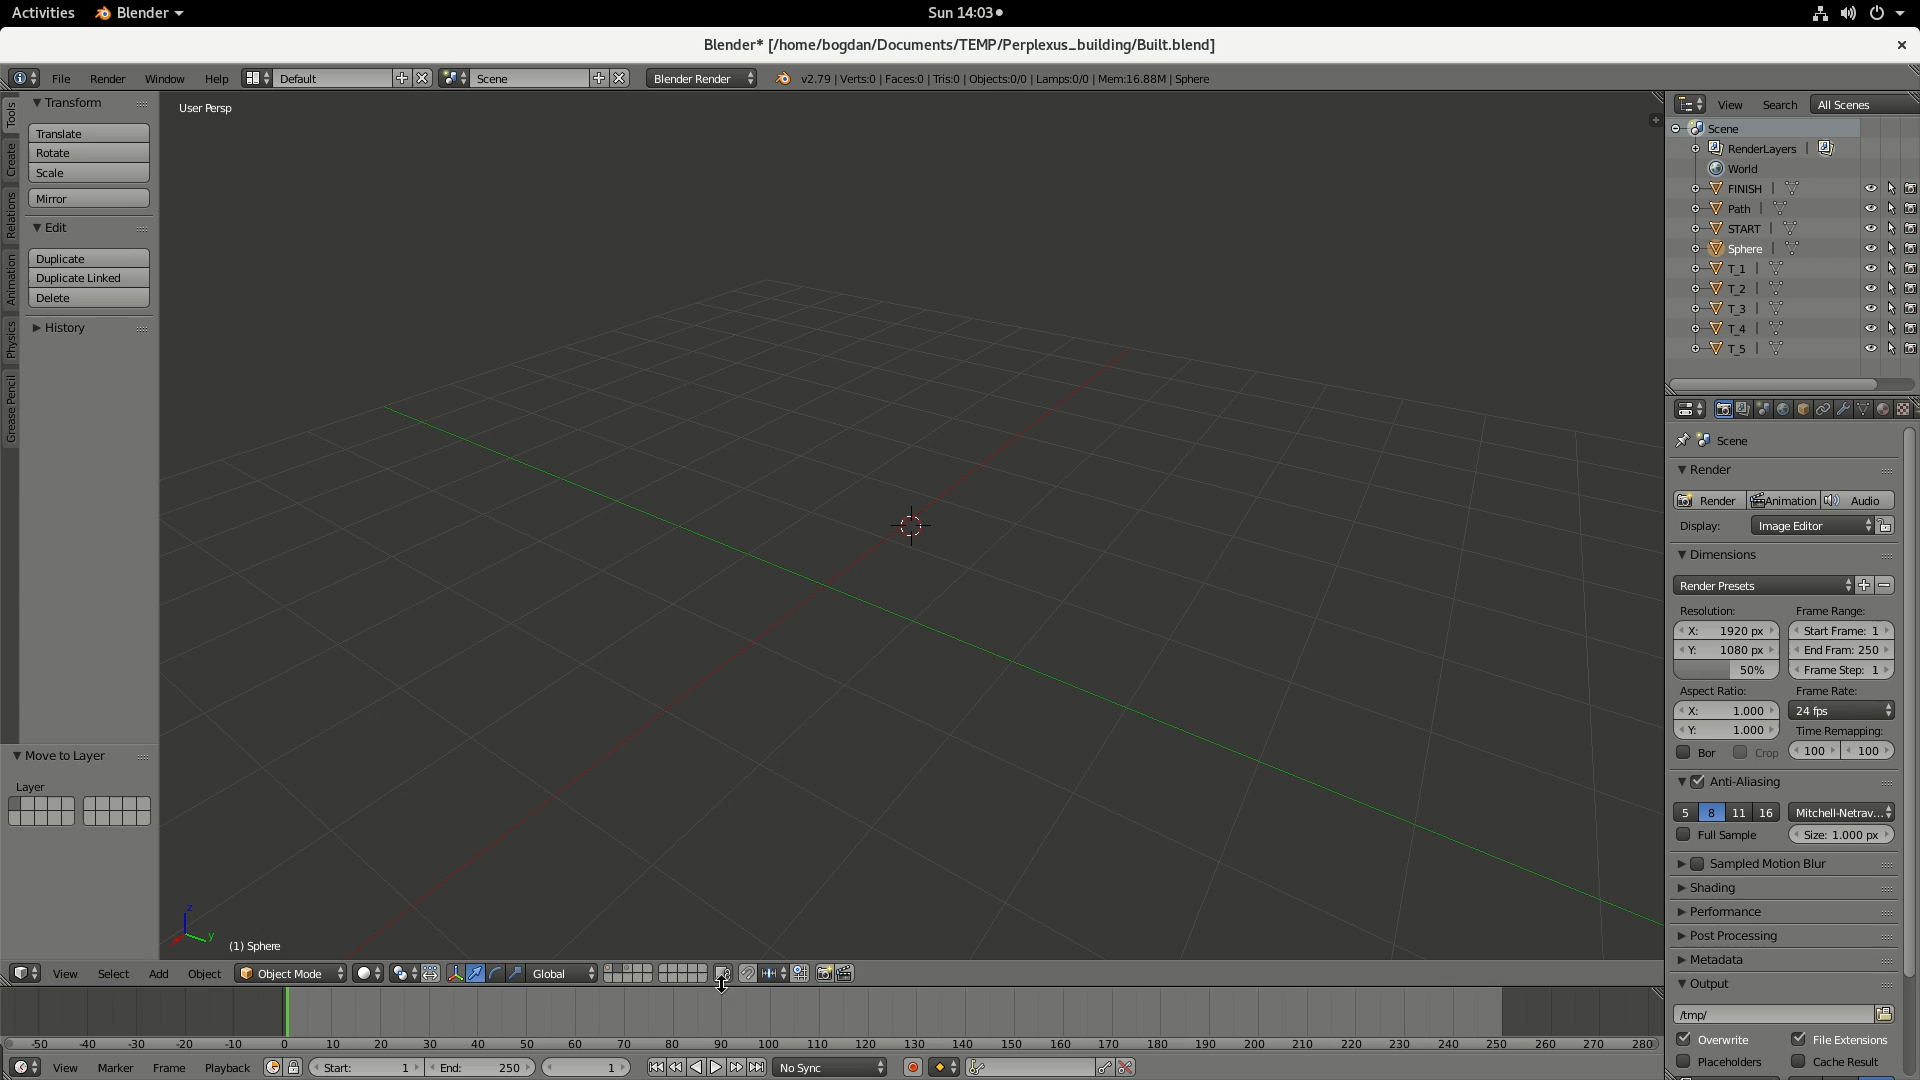 Activities Blender Sun 14:03
Blender* [/home/bogdan/Documents/TEMP/Perplexus_building/Built.blend]
File Render Window Help Default Scene Blender Render v2.79 | Verts:0 | Faces:0 | Tris:0 | Objects:0/0 | Lamps:0/0 | Mem:16.88M | Sphere
Tools
Create
Relations
Animation
Physics
Grease Pencil
Transform
Translate
Rotate
Scale
Mirror
Edit
Duplicate
Duplicate Linked
Delete
History
Move to Layer
Layer
User Persp
z
y
(1) Sphere
View Select Add Object Object Mode Global
-50 -40 -30 -20 -10 0 10 20 30 40 50 60 70 80 90 100 110 120 130 140 150 160 170 180 190 200 210 220 230 240 250 260 270 280
View Marker Frame Playback Start: 1 End: 250 1 No Sync
View Search All Scenes
Scene
RenderLayers |
World
FINISH |
Path |
START |
Sphere |
T_1 |
T_2 |
T_3 |
T_4 |
T_5 |
Scene
Render
Render Animation Audio
Display: Image Editor
Dimensions
Render Presets
Resolution: Frame Range:
X: 1920 px Start Frame: 1
Y: 1080 px End Fram: 250
50% Frame Step: 1
Aspect Ratio: Frame Rate:
X: 1.000 24 fps
Y: 1.000 Time Remapping:
Bor Crop 100 100
Anti-Aliasing
5 8 11 16 Mitchell-Netrav...
Full Sample Size: 1.000 px
Sampled Motion Blur
Shading
Performance
Post Processing
Metadata
Output
/tmp/
Overwrite File Extensions
Placeholders Cache Result